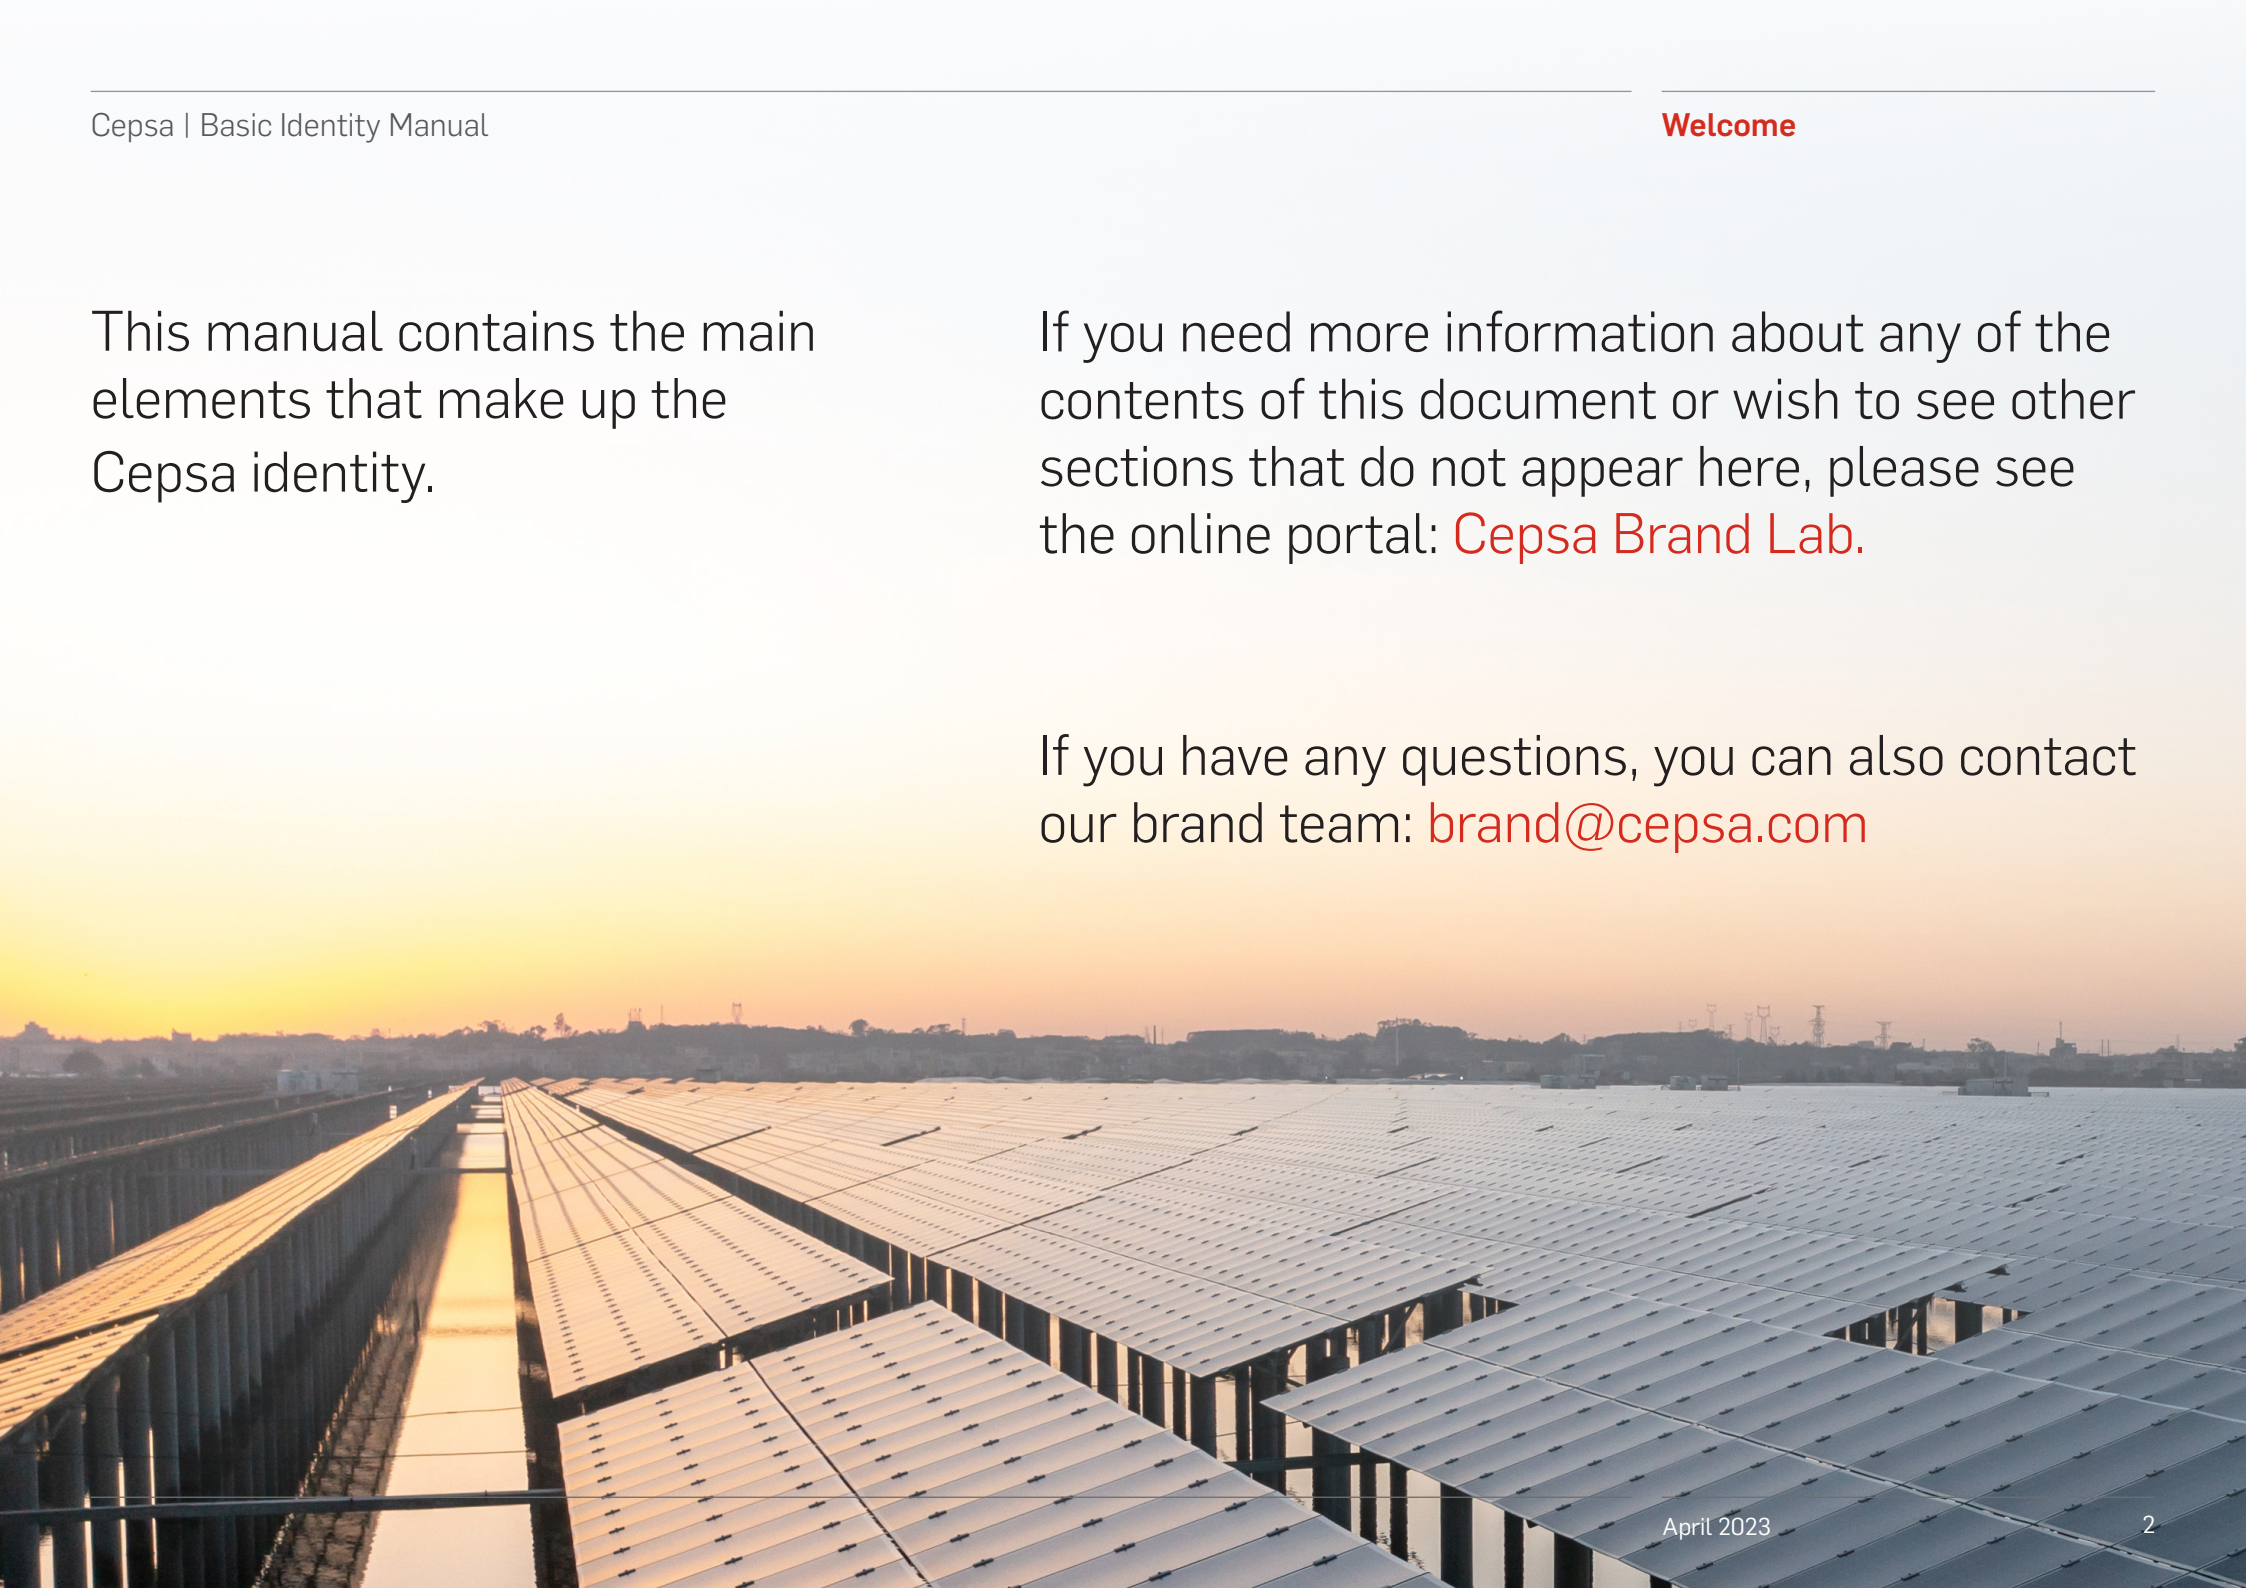 Cepsa | Basic Identity Manual
Welcome
This manual contains the main
elements that make up the
Cepsa identity.
If you need more information about any of the
contents of this document or wish to see other
sections that do not appear here, please see
the online portal: Cepsa Brand Lab.
If you have any questions, you can also contact
our brand team: brand@cepsa.com
April 2023
2